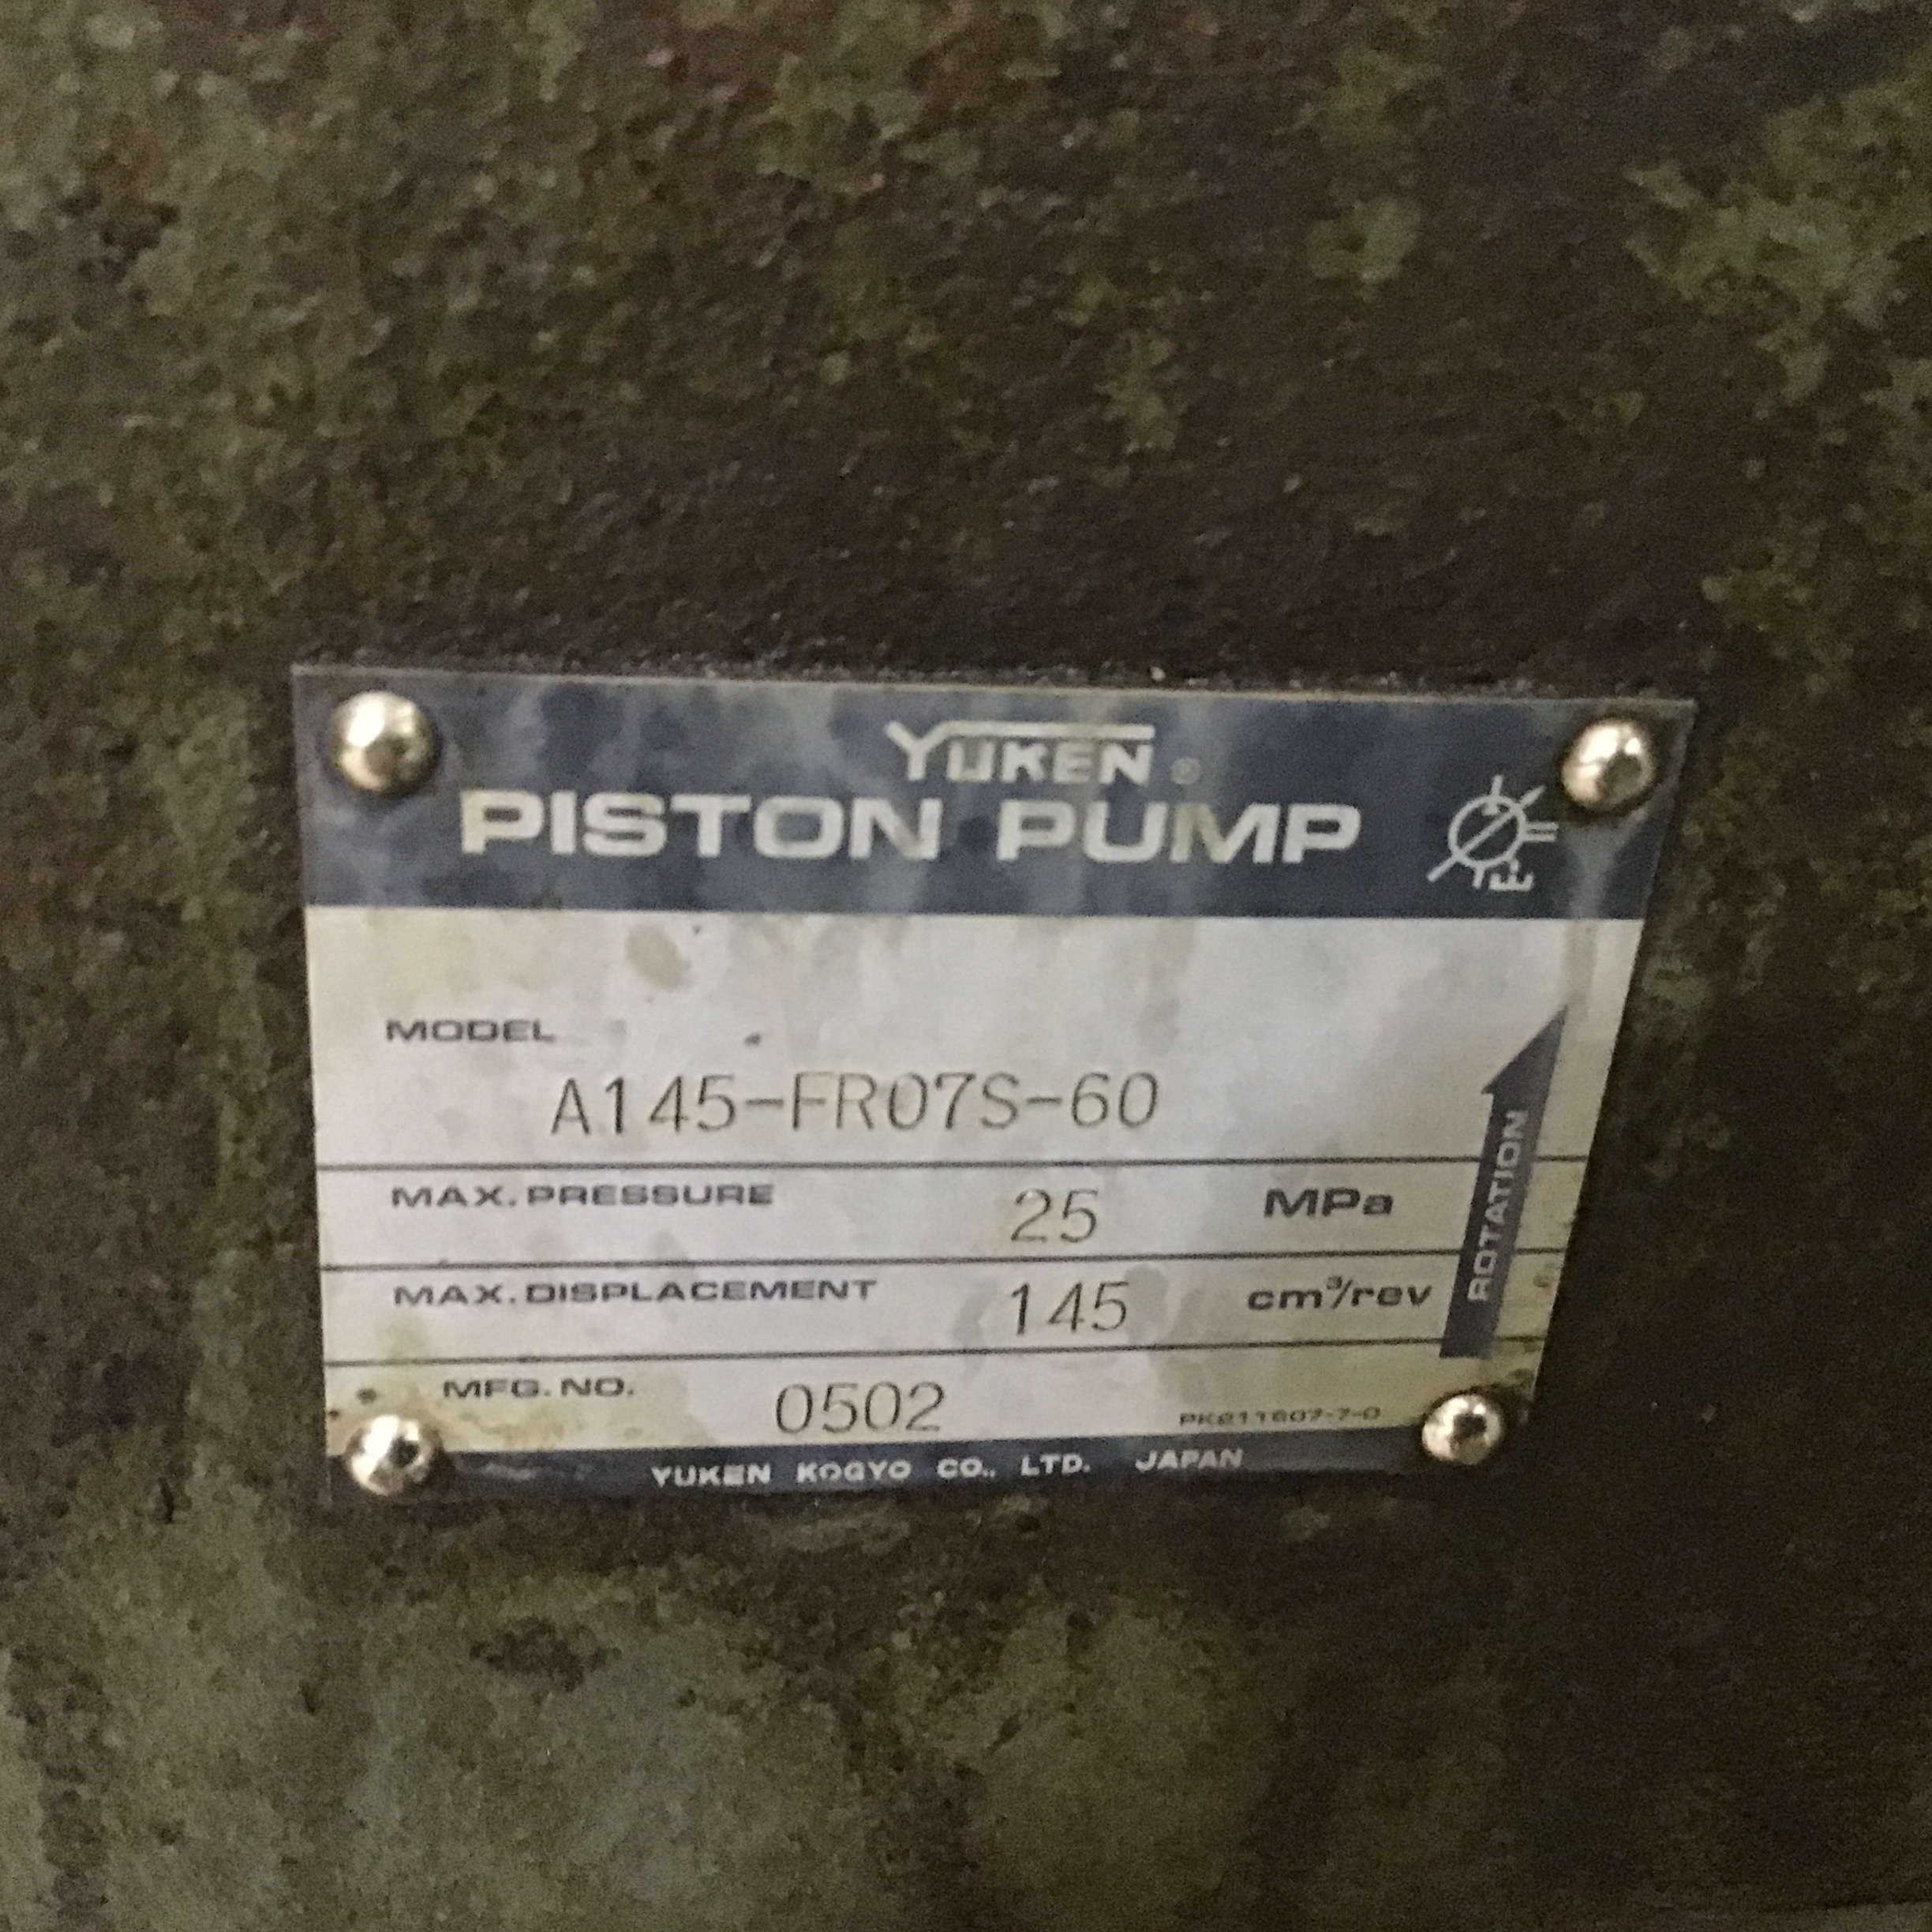 YUKEN ®
PISTON PUMP
MODEL
A145-FR07S-60
MAX. PRESSURE 25 MPa
MAX. DISPLACEMENT 145 cm³/rev
MFG. NO. 0502
YUKEN KOGYO CO., LTD. JAPAN
ROTATION